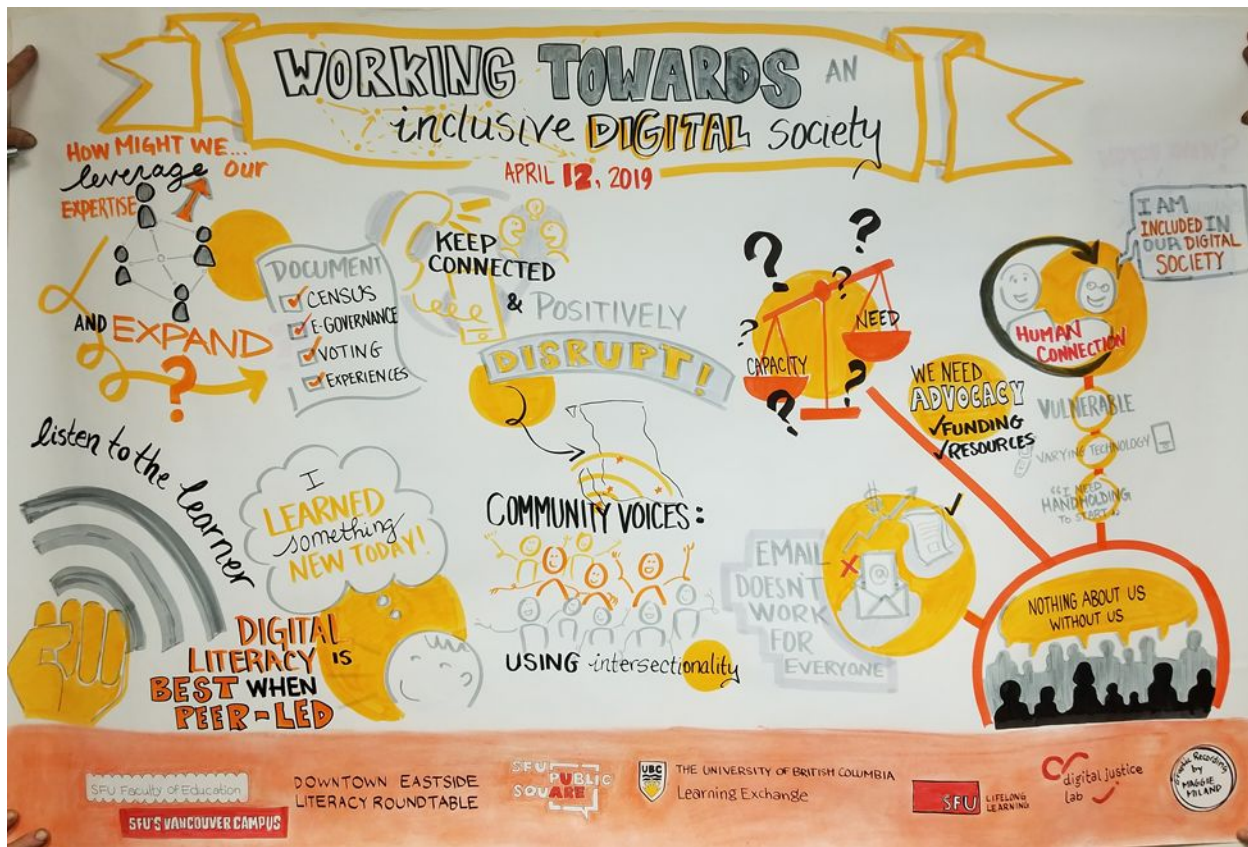 WORKING TOWARDS AN
inclusive DIGITAL society
APRIL 12, 2019
HOW MIGHT WE...
leverage our
EXPERTISE
AND EXPAND
?
DOCUMENT
CENSUS
E-GOVERNANCE
VOTING
EXPERIENCES
KEEP
CONNECTED
& POSITIVELY
DISRUPT!
? ? ? ? ? ?
CAPACITY
NEED
WE NEED
ADVOCACY
✓FUNDING
✓RESOURCES
I AM
INCLUDED IN
OUR DIGITAL
SOCIETY
HUMAN
CONNECTION
VULNERABLE
VARYING TECHNOLOGY
"I NEED
HANDHOLDING
TO START"
listen to the learner
I
LEARNED
something
NEW TODAY!
DIGITAL
LITERACY IS
BEST WHEN
PEER-LED
COMMUNITY VOICES:
USING intersectionality
EMAIL
DOESN'T
WORK
FOR
EVERYONE
$
@
NOTHING ABOUT US
WITHOUT US
SFU Faculty of Education
SFU'S VANCOUVER CAMPUS
DOWNTOWN EASTSIDE
LITERACY ROUNDTABLE
SFU
PUBLIC
SQUARE
UBC
THE UNIVERSITY OF BRITISH COLUMBIA
Learning Exchange
SFU
LIFELONG
LEARNING
digital justice
lab
Graphic Recording
by
MAGGIE
MILAND